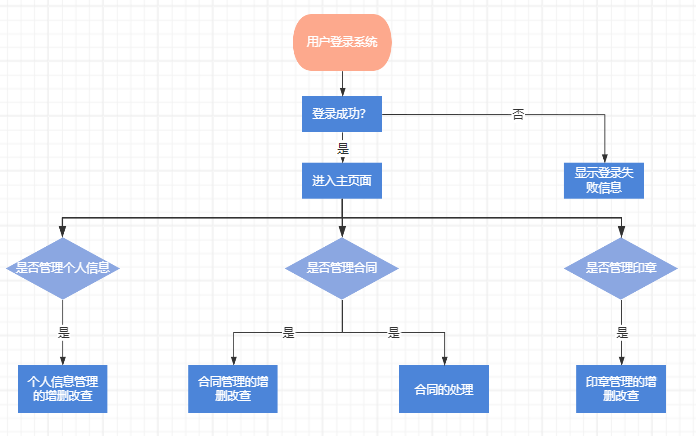 用户登录系统
登录成功？
否
是
进入主页面
显示登录失
败信息
是否管理个人信息
是否管理合同
是否管理印章
是
是
是
是
个人信息管理
的增删改查
合同管理的增
删改查
合同的处理
印章管理的增
删改查